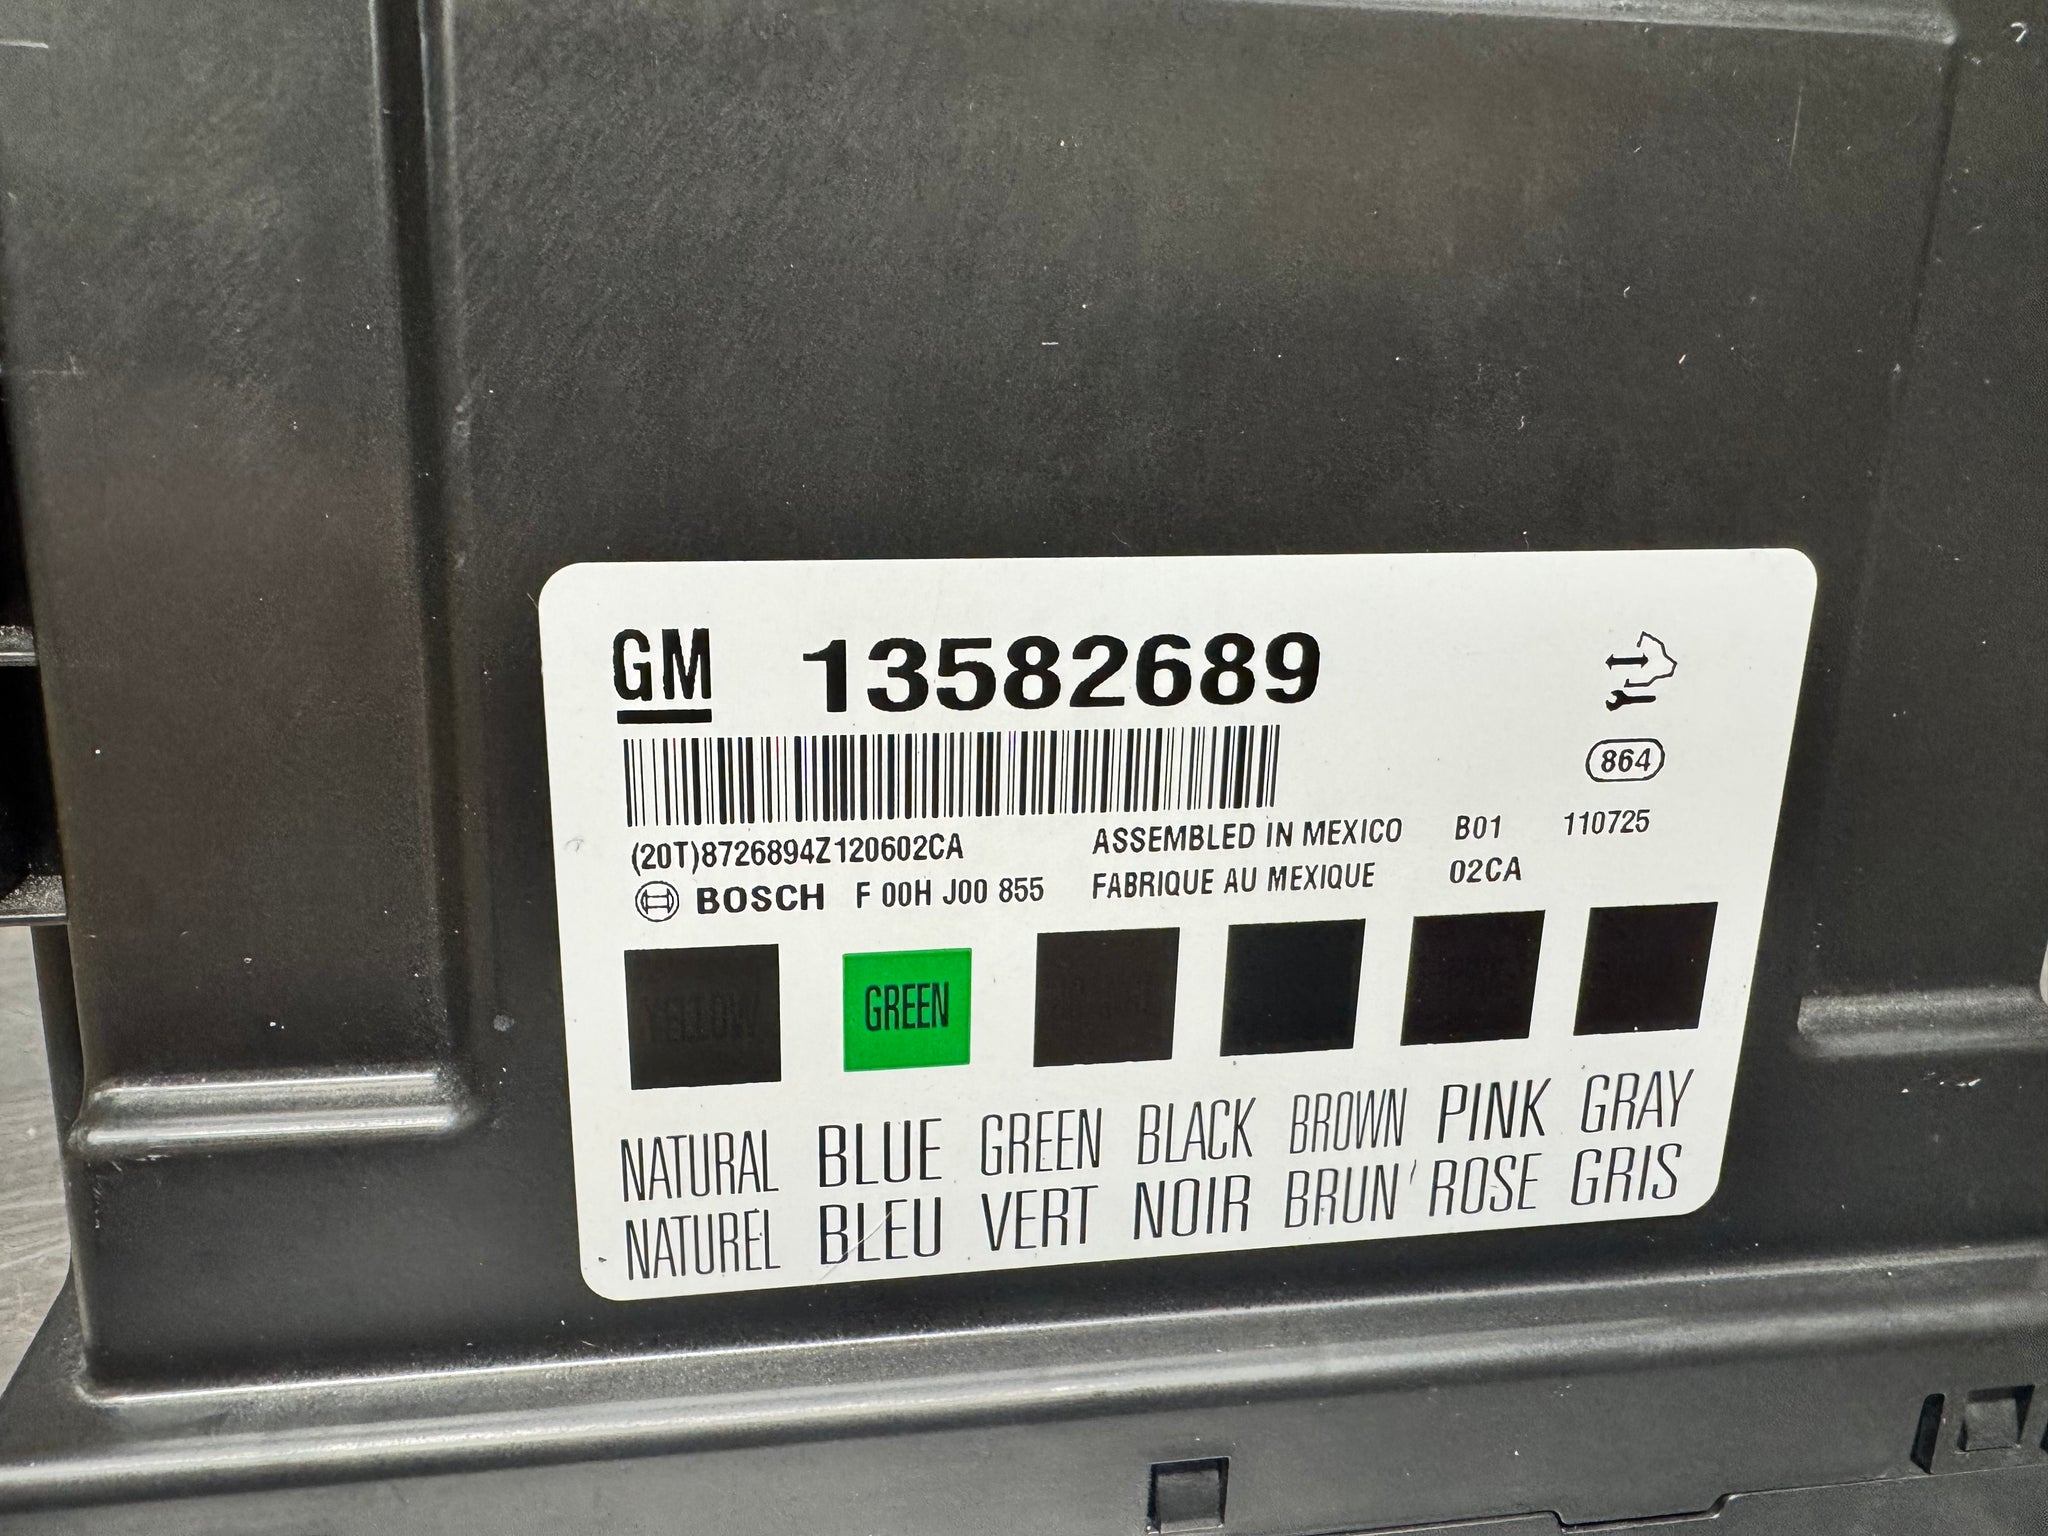 GM 13582689
864
(20T)8726894Z120602CA ASSEMBLED IN MEXICO B01 110725
BOSCH F 00H J00 855 FABRIQUE AU MEXIQUE 02CA
YELLOW GREEN
NATURAL BLUE GREEN BLACK BROWN PINK GRAY
NATUREL BLEU VERT NOIR BRUN ROSE GRIS